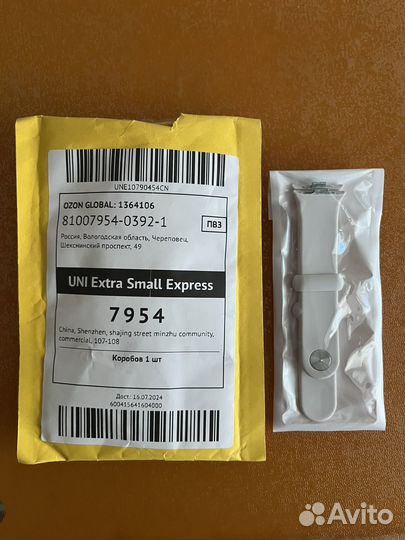 UNE10790454CN
OZON GLOBAL: 1364106
81007954-0392-1
ПВЗ
Россия, Вологодская область, Череповец,
Шекснинский проспект, 49
UNI Extra Small Express
7954
China, Shenzhen, shajing street minzhu community,
commercial, 107-108
Коробов 1 шт
Дост: 16.07.2024
600415641604000
Avito